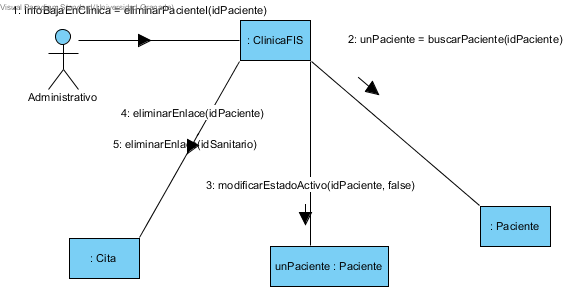 1: infoBajaEnClinica = eliminarPacienteI(idPaciente)
: ClinicaFIS
2: unPaciente = buscarPaciente(idPaciente)
Administrativo
4: eliminarEnlace(idPaciente)
5: eliminarEnlace(idSanitario)
3: modificarEstadoActivo(idPaciente, false)
: Paciente
: Cita
unPaciente : Paciente